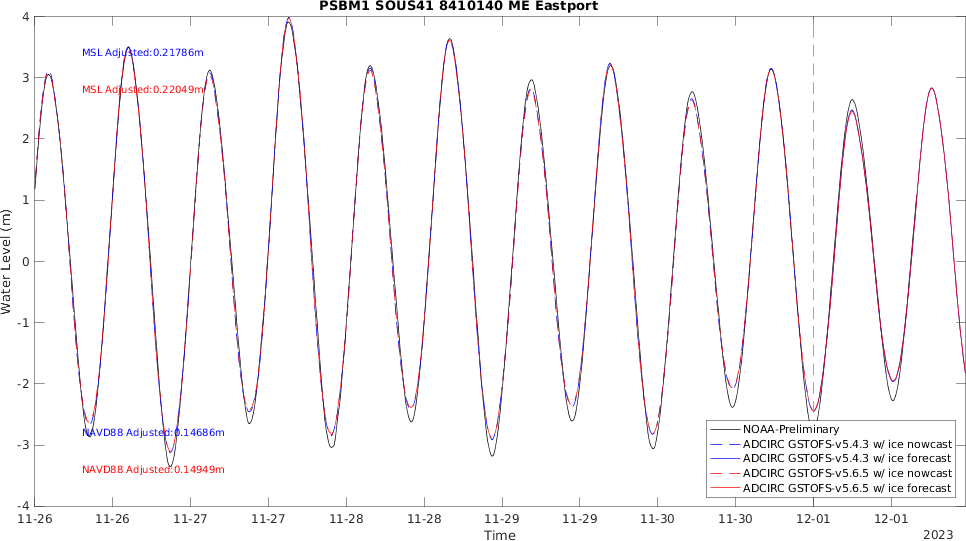 PSBM1 SOUS41 8410140 ME Eastport
4
3
2
1
0
-1
-2
-3
-4
Water Level (m)
MSL Adjusted:0.21786m
MSL Adjusted:0.22049m
NAVD88 Adjusted:0.14686m
NAVD88 Adjusted:0.14949m
NOAA-Preliminary
ADCIRC GSTOFS-v5.4.3 w/ ice nowcast
ADCIRC GSTOFS-v5.4.3 w/ ice forecast
ADCIRC GSTOFS-v5.6.5 w/ ice nowcast
ADCIRC GSTOFS-v5.6.5 w/ ice forecast
11-26 11-26 11-27 11-27 11-28 11-28 11-29 11-29 11-30 11-30 12-01 12-01
Time
2023